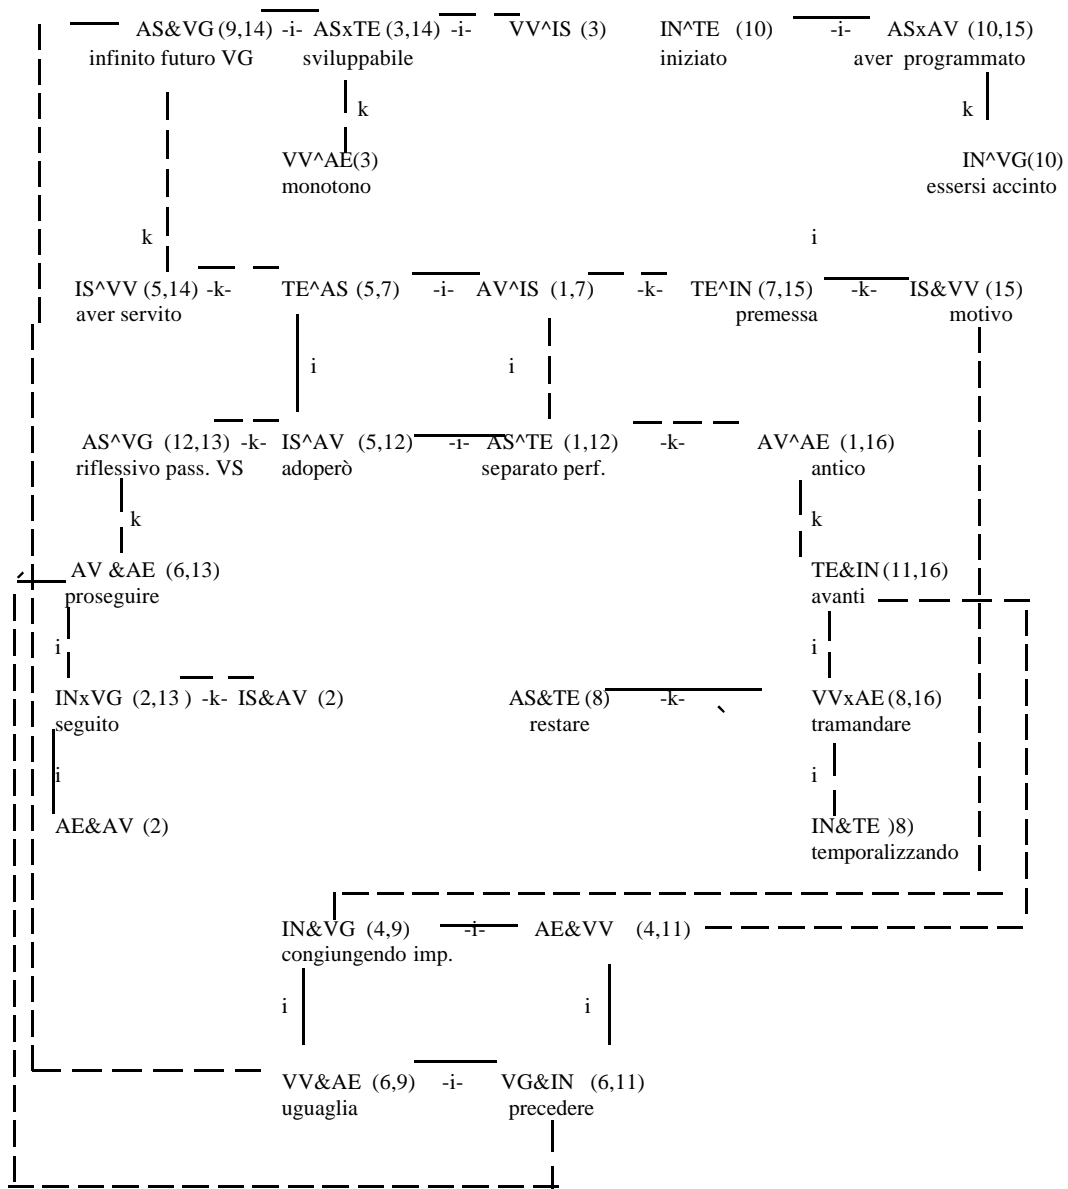 AS&VG (9,14) -i- ASxTE (3,14) -i- VV^IS (3) IN^TE (10) -i- ASxAV (10,15)
infinito futuro VG sviluppabile iniziato aver programmato
k k
VV^AE(3) IN^VG(10)
monotono essersi accinto
k i
IS^VV (5,14) -k- TE^AS (5,7) -i- AV^IS (1,7) -k- TE^IN (7,15) -k- IS&VV (15)
aver servito premessa motivo
i i
AS^VG (12,13) -k- IS^AV (5,12) -i- AS^TE (1,12) -k- AV^AE (1,16)
riflessivo pass. VS adoperò separato perf. antico
k k
AV &AE (6,13) TE&IN (11,16)
proseguire avanti
i i
INxVG (2,13 ) -k- IS&AV (2) AS&TE (8) -k- VVxAE (8,16)
seguito restare tramandare
i i
AE&AV (2) IN&TE )8)
temporalizzando
IN&VG (4,9) -i- AE&VV (4,11)
congiungendo imp.
i i
VV&AE (6,9) -i- VG&IN (6,11)
uguaglia precedere